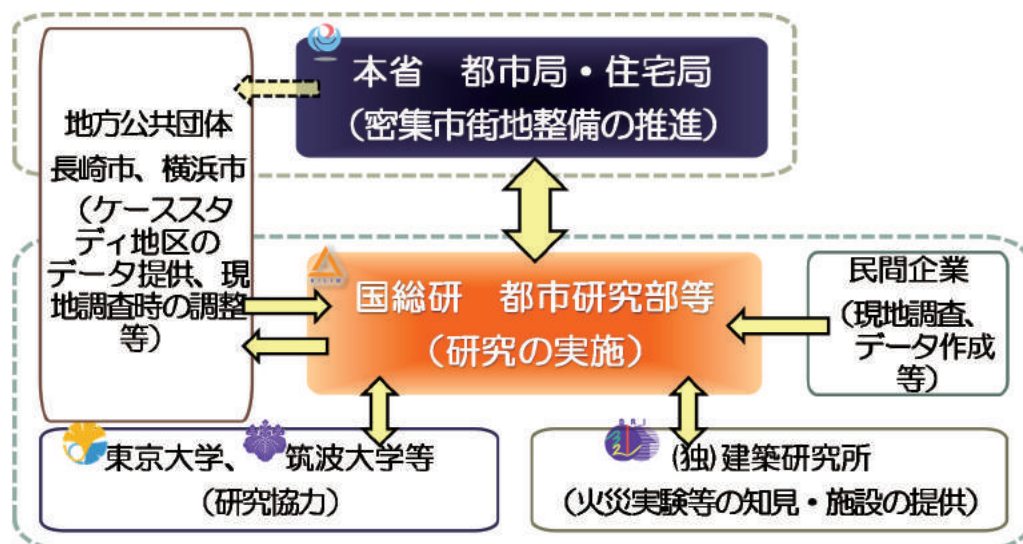 本省　都市局・住宅局
（密集市街地整備の推進）
地方公共団体
長崎市、横浜市
（ケーススタ
ディ地区の
データ提供、現
地調査時の調整
等）
国総研　都市研究部等
（研究の実施）
民間企業
（現地調査、
データ作成
等）
東京大学、　筑波大学等
（研究協力）
BRI
(独)建築研究所
（火災実験等の知見・施設の提供）